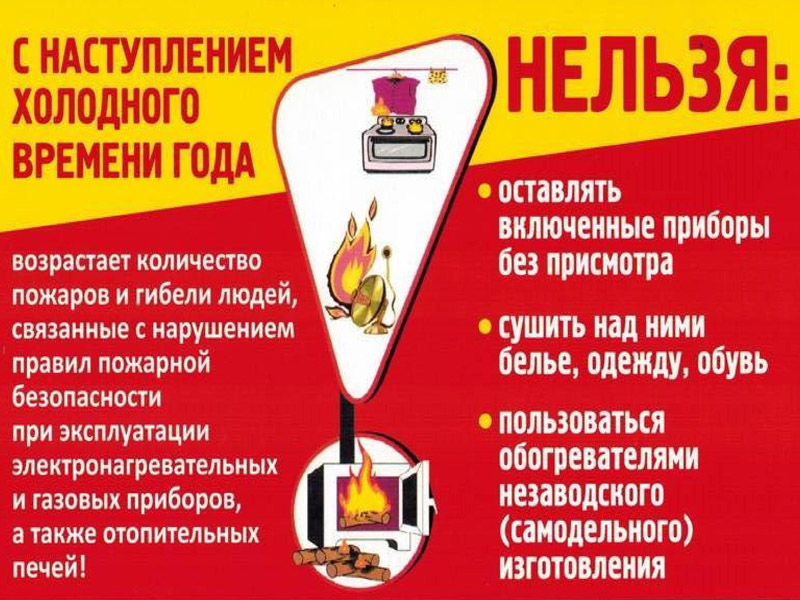 С НАСТУПЛЕНИЕМ
ХОЛОДНОГО
ВРЕМЕНИ ГОДА
возрастает количество
пожаров и гибели людей,
связанные с нарушением
правил пожарной
безопасности
при эксплуатации
электронагревательных
и газовых приборов,
а также отопительных
печей!
НЕЛЬЗЯ:
• оставлять
включенные приборы
без присмотра
• сушить над ними
белье, одежду, обувь
• пользоваться
обогревателями
незаводского
(самодельного)
изготовления